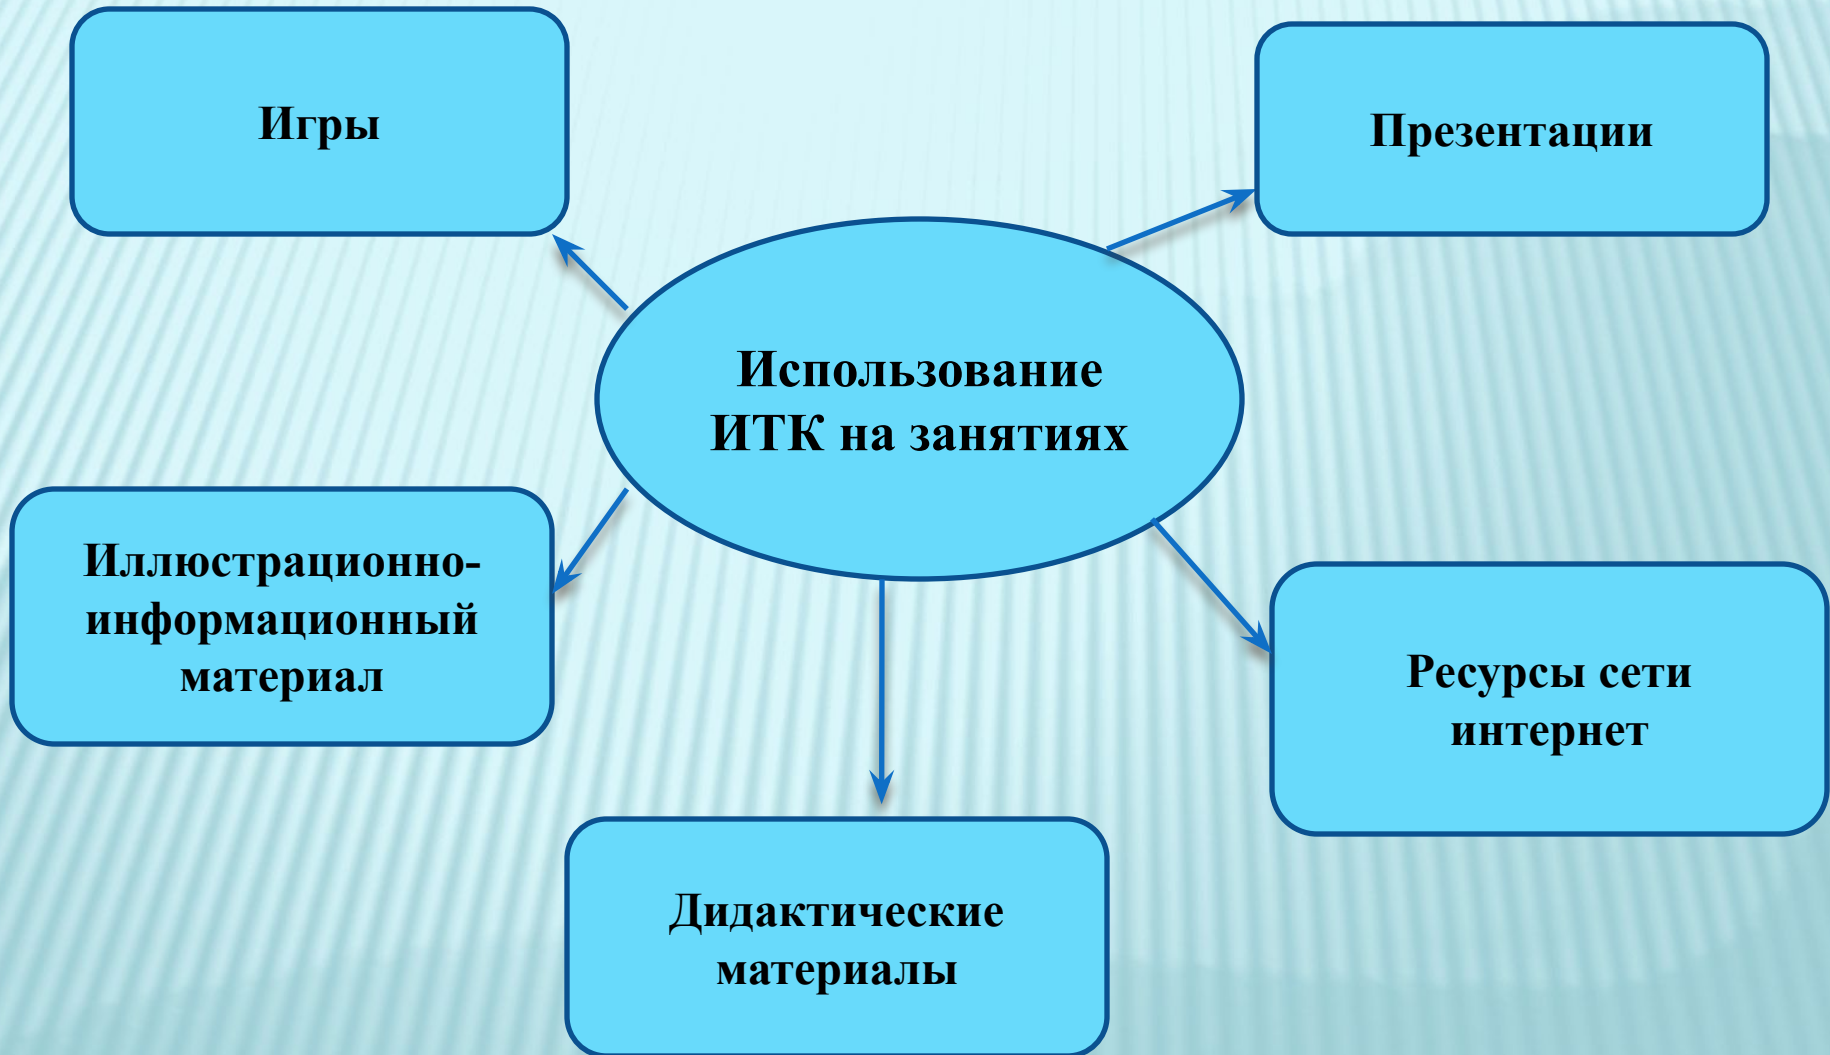 Игры
Презентации
Использование
ИТК на занятиях
Иллюстрационно-
информационный
материал
Ресурсы сети
интернет
Дидактические
материалы